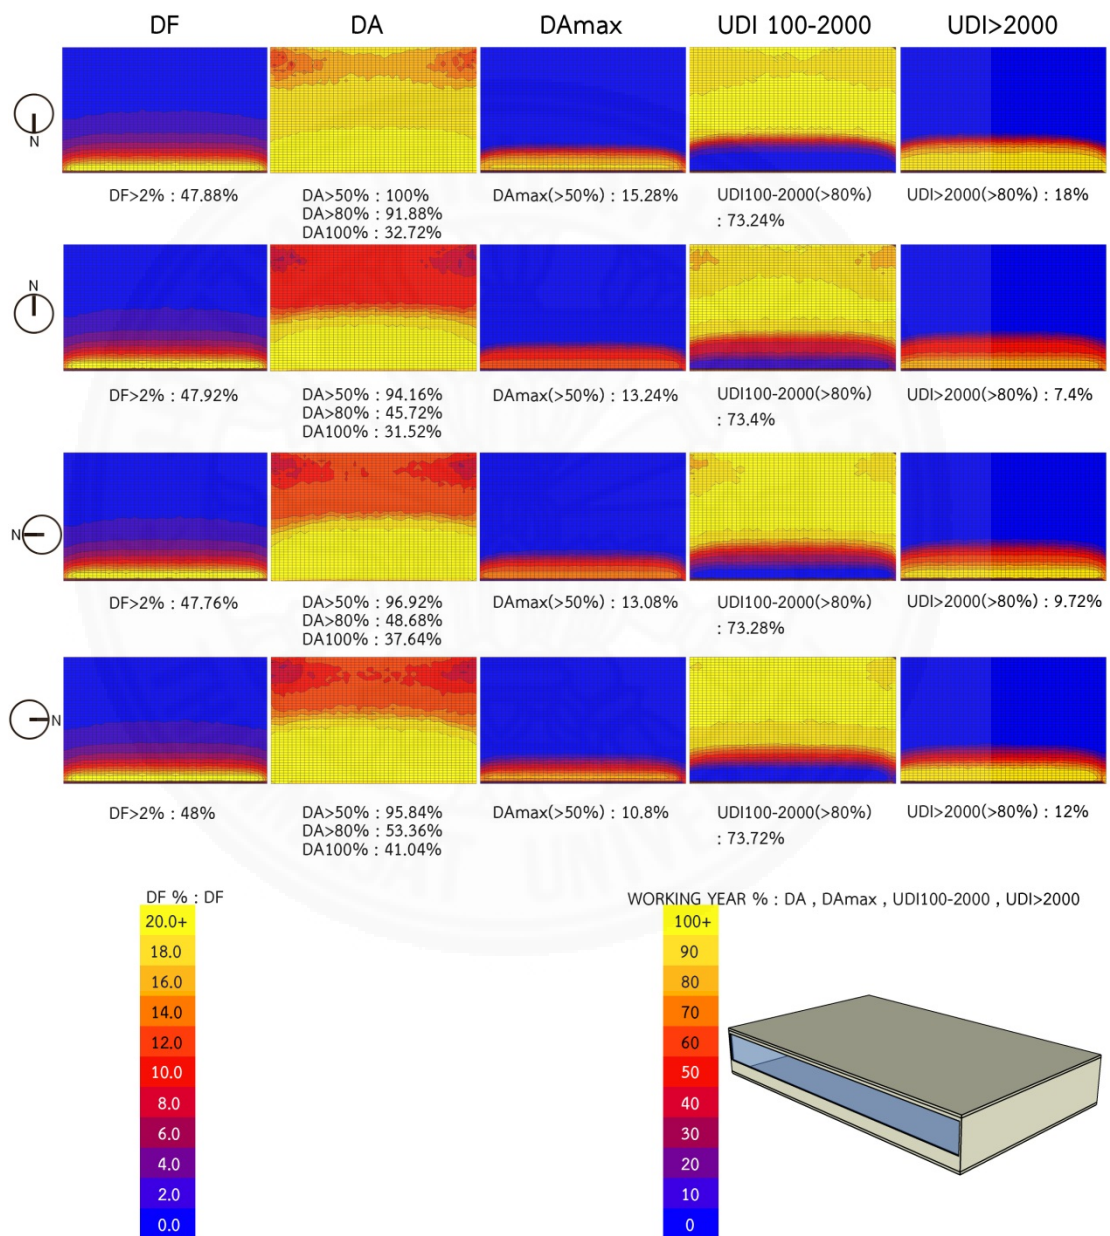 DF DA DAmax UDI 100-2000 UDI>2000
N
DF>2% : 47.88%
DA>50% : 100%
DA>80% : 91.88%
DA100% : 32.72%
DAmax(>50%) : 15.28%
UDI100-2000(>80%)
: 73.24%
UDI>2000(>80%) : 18%
N
DF>2% : 47.92%
DA>50% : 94.16%
DA>80% : 45.72%
DA100% : 31.52%
DAmax(>50%) : 13.24%
UDI100-2000(>80%)
: 73.4%
UDI>2000(>80%) : 7.4%
N
DF>2% : 47.76%
DA>50% : 96.92%
DA>80% : 48.68%
DA100% : 37.64%
DAmax(>50%) : 13.08%
UDI100-2000(>80%)
: 73.28%
UDI>2000(>80%) : 9.72%
N
DF>2% : 48%
DA>50% : 95.84%
DA>80% : 53.36%
DA100% : 41.04%
DAmax(>50%) : 10.8%
UDI100-2000(>80%)
: 73.72%
UDI>2000(>80%) : 12%
DF % : DF
20.0+
18.0
16.0
14.0
12.0
10.0
8.0
6.0
4.0
2.0
0.0
WORKING YEAR % : DA , DAmax , UDI100-2000 , UDI>2000
100+
90
80
70
60
50
40
30
20
10
0